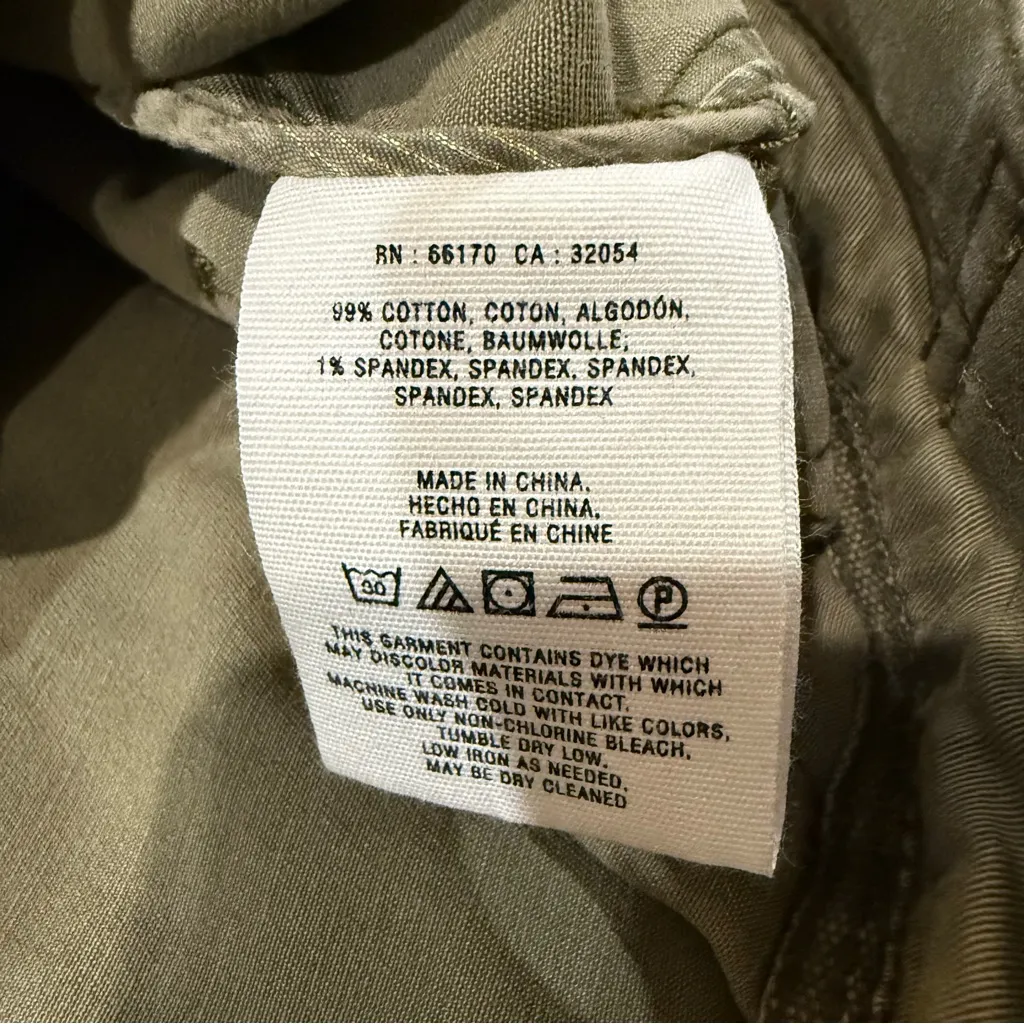 RN : 66170 CA : 32054
99% COTTON, COTON, ALGODÓN,
COTONE, BAUMWOLLE,
1% SPANDEX, SPANDEX, SPANDEX,
SPANDEX, SPANDEX
MADE IN CHINA.
HECHO EN CHINA.
FABRIQUÉ EN CHINE
30 P
THIS GARMENT CONTAINS DYE WHICH
MAY DISCOLOR MATERIALS WITH WHICH
IT COMES IN CONTACT.
MACHINE WASH COLD WITH LIKE COLORS,
USE ONLY NON-CHLORINE BLEACH.
TUMBLE DRY LOW.
LOW IRON AS NEEDED.
MAY BE DRY CLEANED